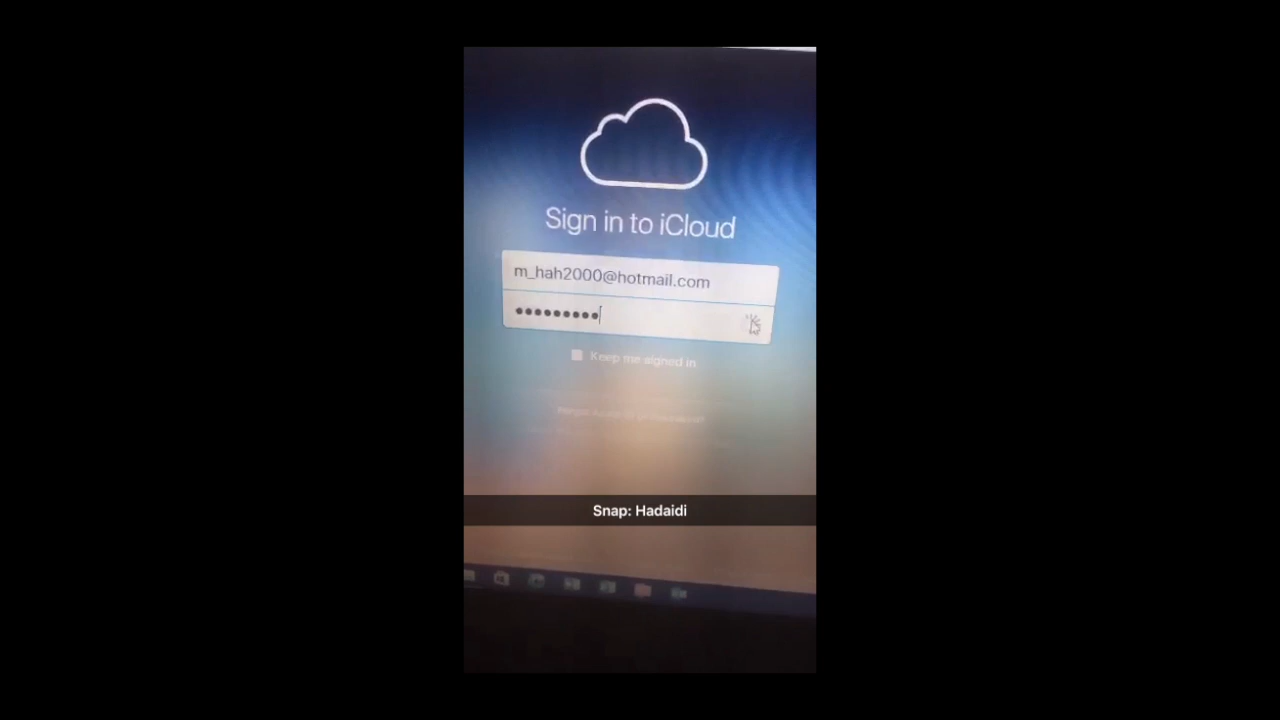 Sign in to iCloud
m_hah2000@hotmail.com
Keep me signed in
Snap: Hadaidi